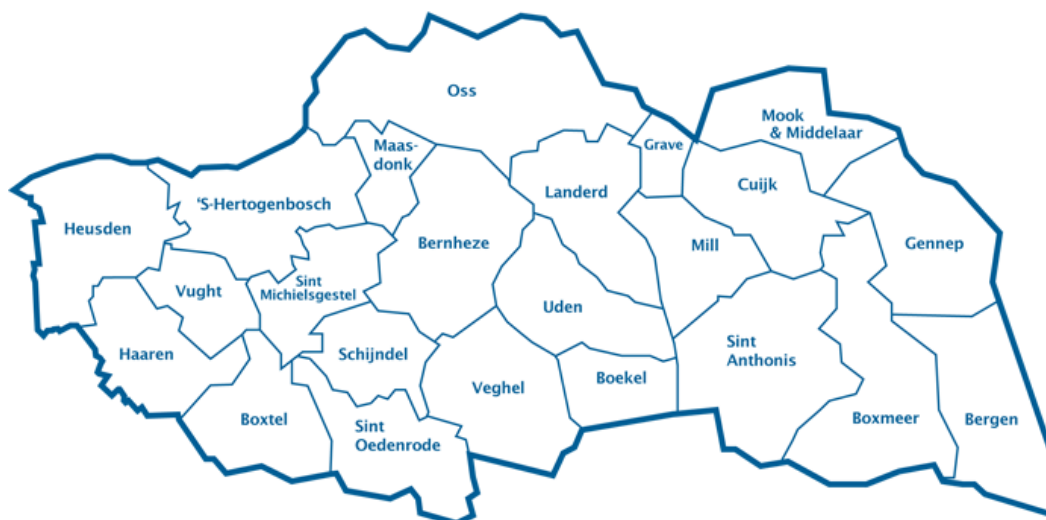 Oss
Mook
& Middelaar
Maas-
donk
Grave
Landerd
Cuijk
'S-Hertogenbosch
Heusden
Bernheze
Mill
Gennep
Sint
Michielsgestel
Vught
Uden
Haaren
Schijndel
Sint
Anthonis
Boekel
Veghel
Boxtel
Sint
Oedenrode
Boxmeer
Bergen